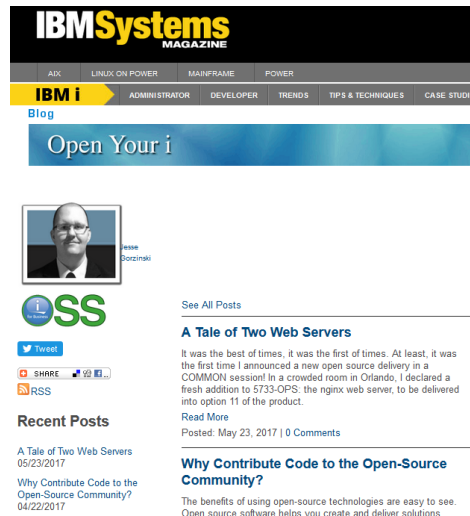 IBMSystems
MAGAZINE
AIX LINUX ON POWER MAINFRAME POWER
IBM i ADMINISTRATOR DEVELOPER TRENDS TIPS & TECHNIQUES CASE STUDI
Blog
Open Your i
Jesse
Gorzinski
i
for Business
OSS
Tweet
SHARE
RSS
Recent Posts
A Tale of Two Web Servers
05/23/2017
Why Contribute Code to the
Open-Source Community?
04/22/2017
See All Posts
A Tale of Two Web Servers
It was the best of times, it was the first of times. At least, it was
the first time I announced a new open source delivery in a
COMMON session! In a crowded room in Orlando, I declared a
fresh addition to 5733-OPS: the nginx web server, to be delivered
into option 11 of the product.
Read More
Posted: May 23, 2017 | 0 Comments
Why Contribute Code to the Open-Source
Community?
The benefits of using open-source technologies are easy to see.
Open source software helps you create and deliver solutions